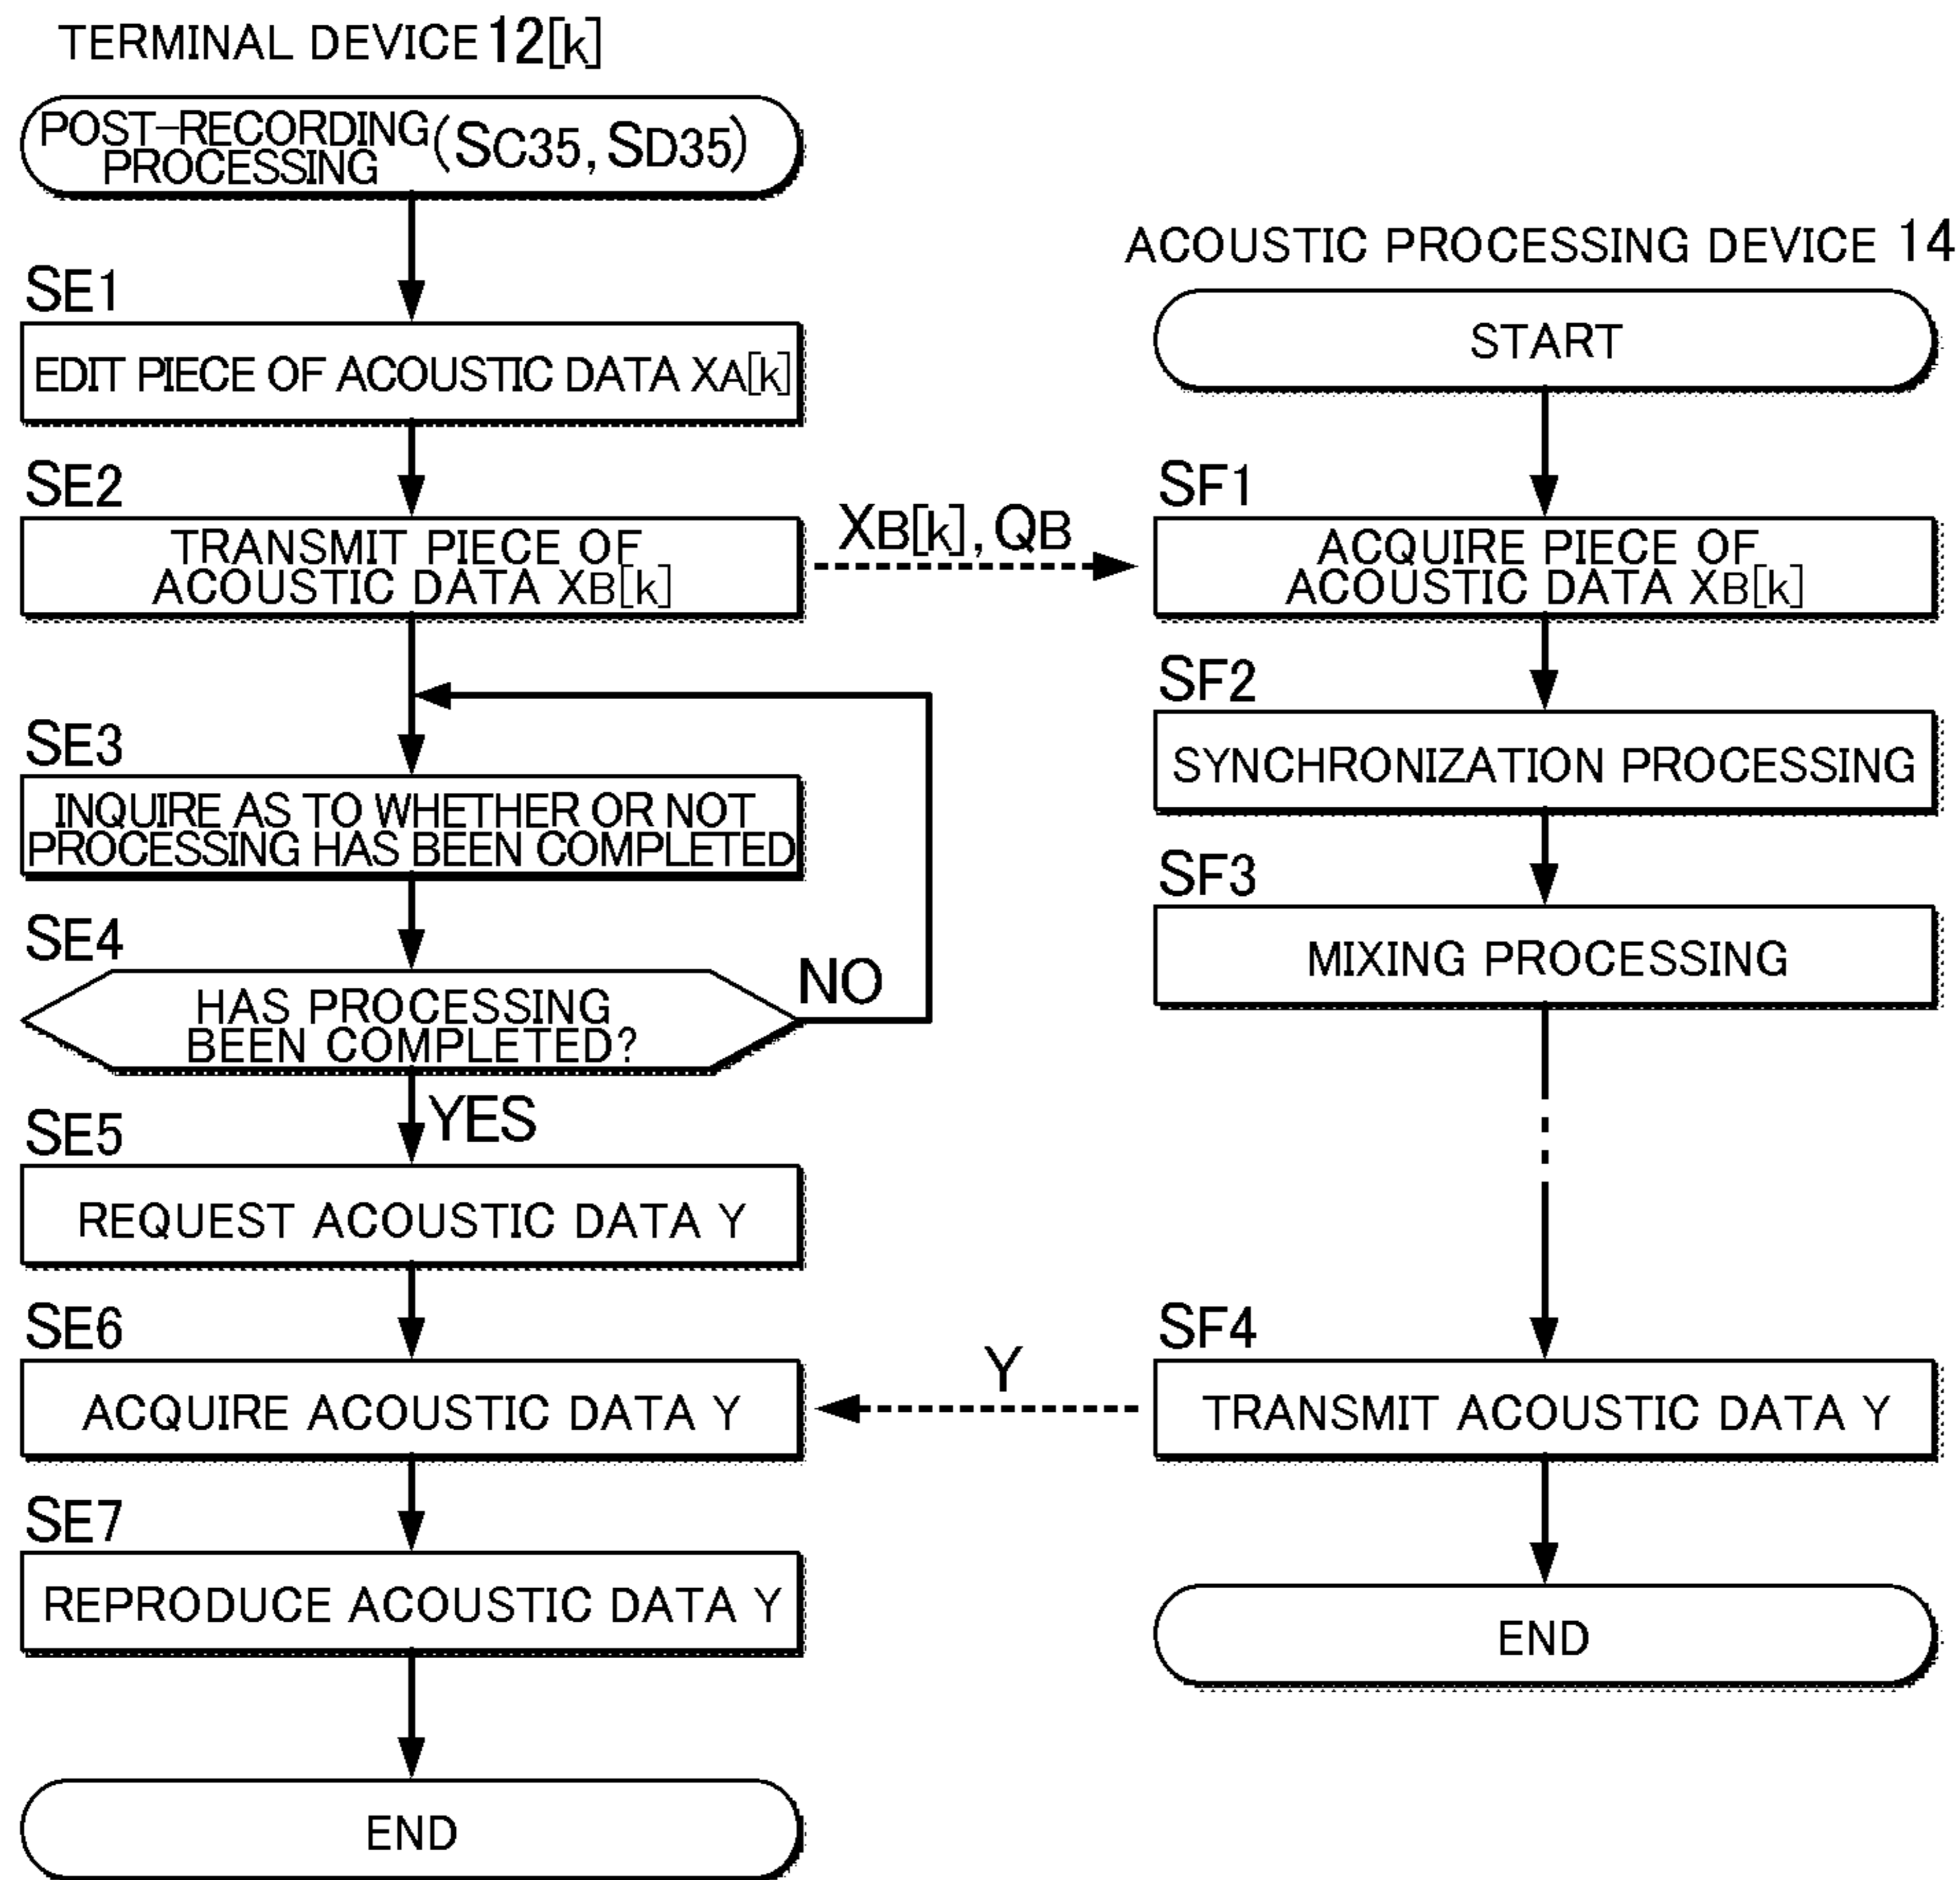 TERMINAL DEVICE 12[k]
POST-RECORDING
PROCESSING (SC35, SD35)
SE1
EDIT PIECE OF ACOUSTIC DATA XA[k]
SE2
TRANSMIT PIECE OF
ACOUSTIC DATA XB[k]
XB[k], QB
SE3
INQUIRE AS TO WHETHER OR NOT
PROCESSING HAS BEEN COMPLETED
SE4
HAS PROCESSING
BEEN COMPLETED?
NO
YES
SE5
REQUEST ACOUSTIC DATA Y
SE6
ACQUIRE ACOUSTIC DATA Y
Y
SE7
REPRODUCE ACOUSTIC DATA Y
END
ACOUSTIC PROCESSING DEVICE 14
START
SF1
ACQUIRE PIECE OF
ACOUSTIC DATA XB[k]
SF2
SYNCHRONIZATION PROCESSING
SF3
MIXING PROCESSING
SF4
TRANSMIT ACOUSTIC DATA Y
END